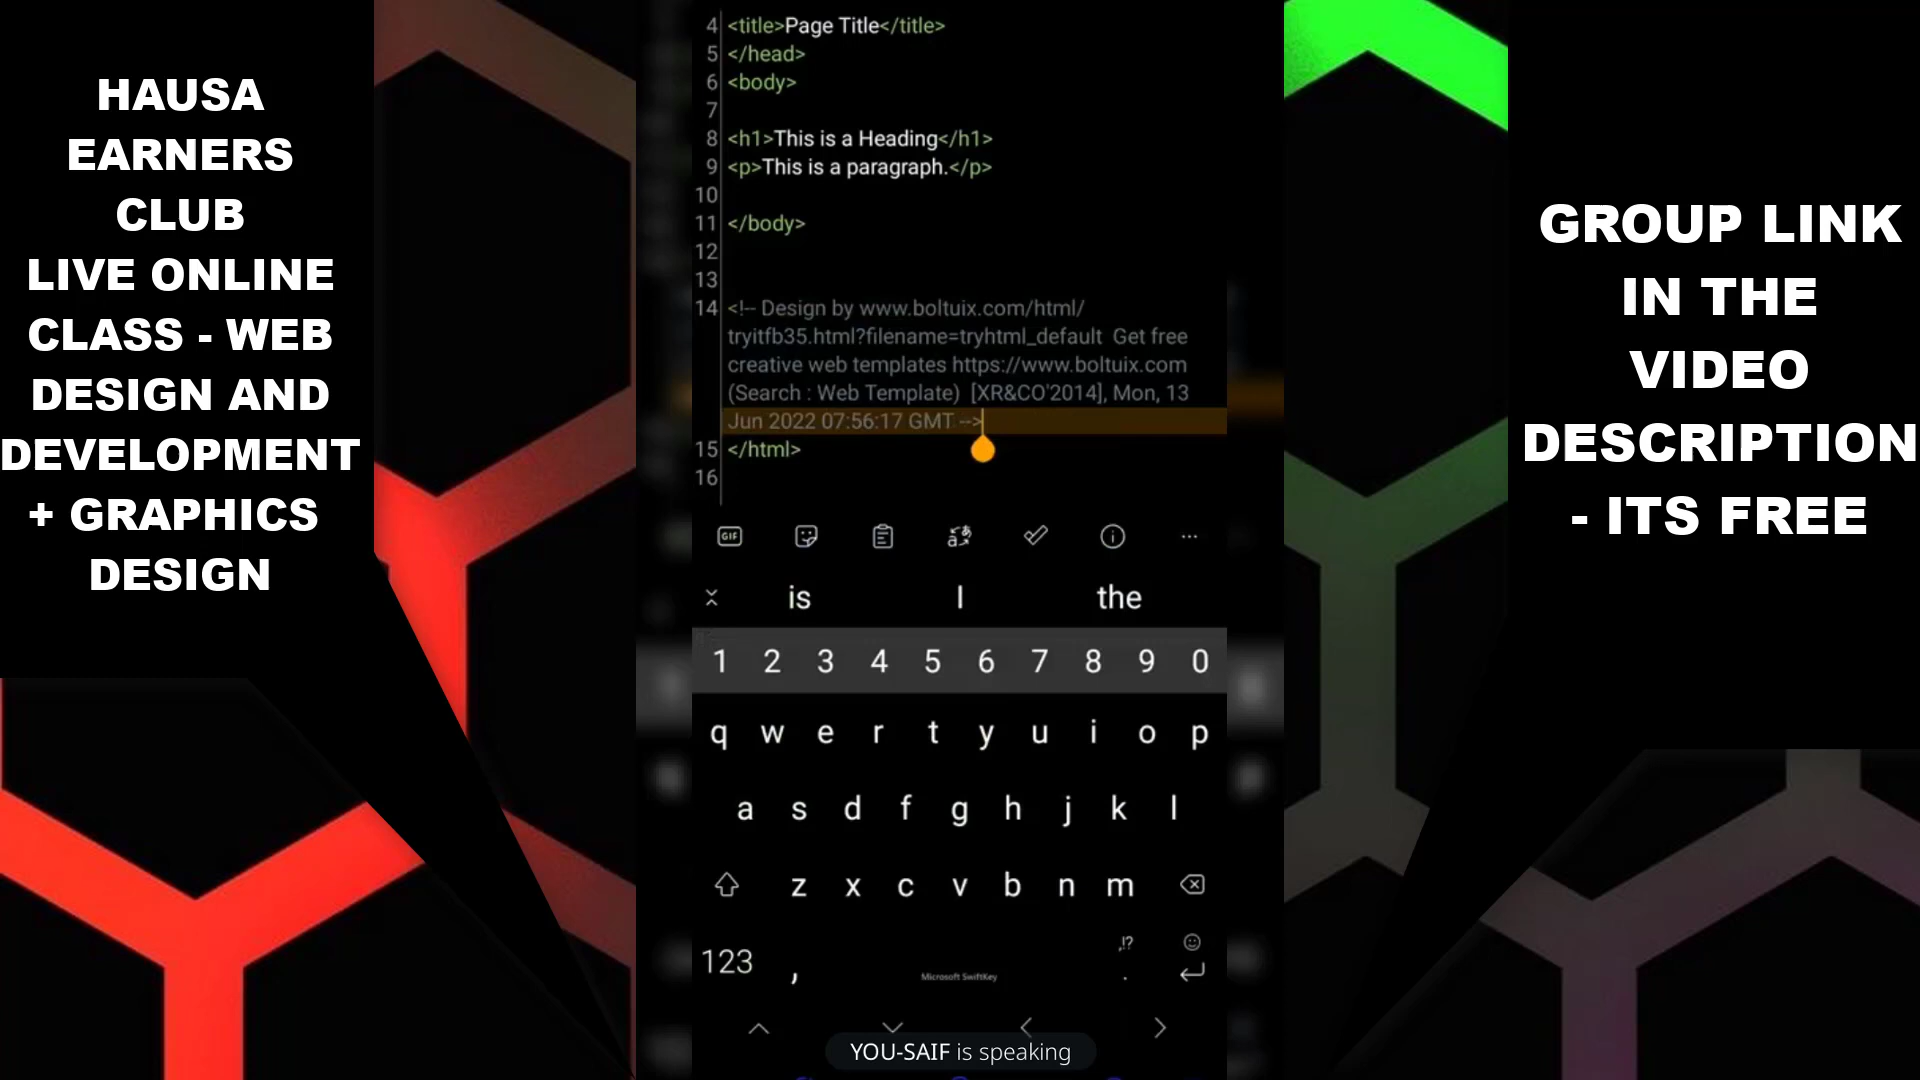 HAUSA
EARNERS
CLUB
LIVE ONLINE
CLASS - WEB
DESIGN AND
DEVELOPMENT
+ GRAPHICS
DESIGN
4 <title>Page Title</title>
5 </head>
6 <body>
7
8 <h1>This is a Heading</h1>
9 <p>This is a paragraph.</p>
10
11 </body>
12
13
14 <!-- Design by www.boltuix.com/html/
tryitfb35.html?filename=tryhtml_default  Get free
creative web templates https://www.boltuix.com
(Search : Web Template)  [XR&CO'2014], Mon, 13
Jun 2022 07:56:17 GMT -->
15 </html>
16
GIF
is I the
1 2 3 4 5 6 7 8 9 0
q w e r t y u i o p
a s d f g h j k l
z x c v b n m
123 , Microsoft SwiftKey ,!? .
YOU-SAIF is speaking
GROUP LINK
IN THE
VIDEO
DESCRIPTION
- ITS FREE